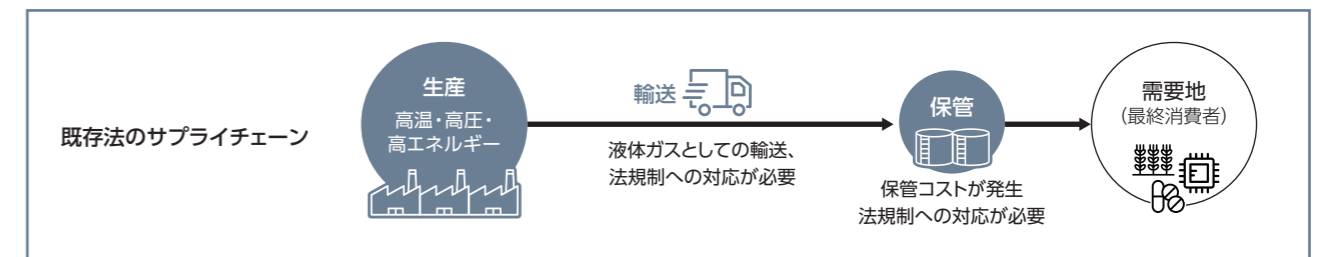 既存法のサプライチェーン
生産
高温・高圧・
高エネルギー
輸送
液体ガスとしての輸送、
法規制への対応が必要
保管
保管コストが発生
法規制への対応が必要
需要地
(最終消費者)